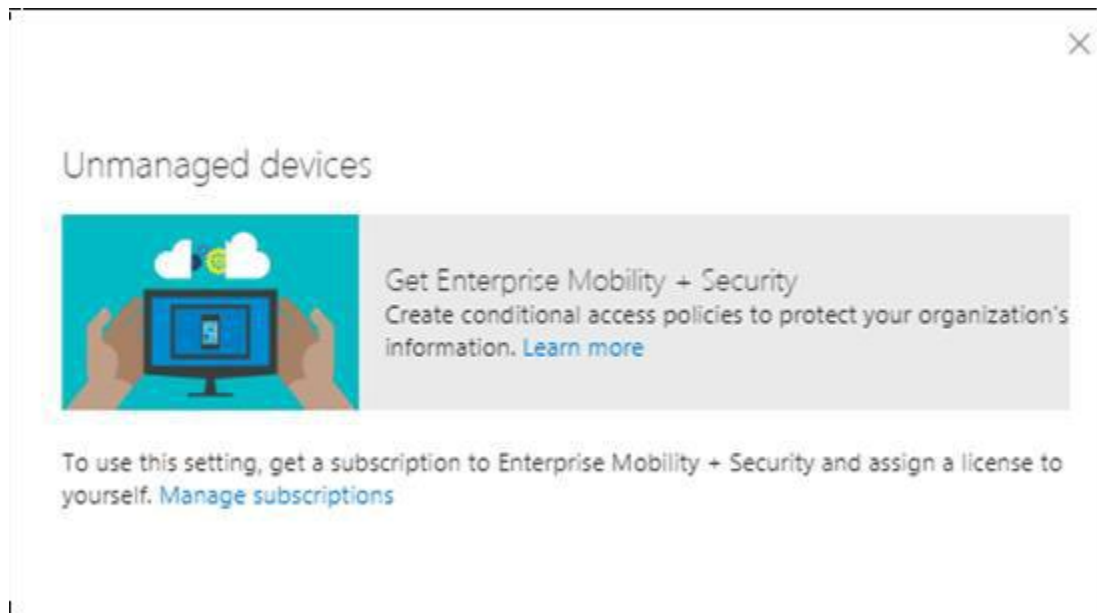 Unmanaged devices
Get Enterprise Mobility + Security
Create conditional access policies to protect your organization's
information. Learn more
To use this setting, get a subscription to Enterprise Mobility + Security and assign a license to
yourself. Manage subscriptions